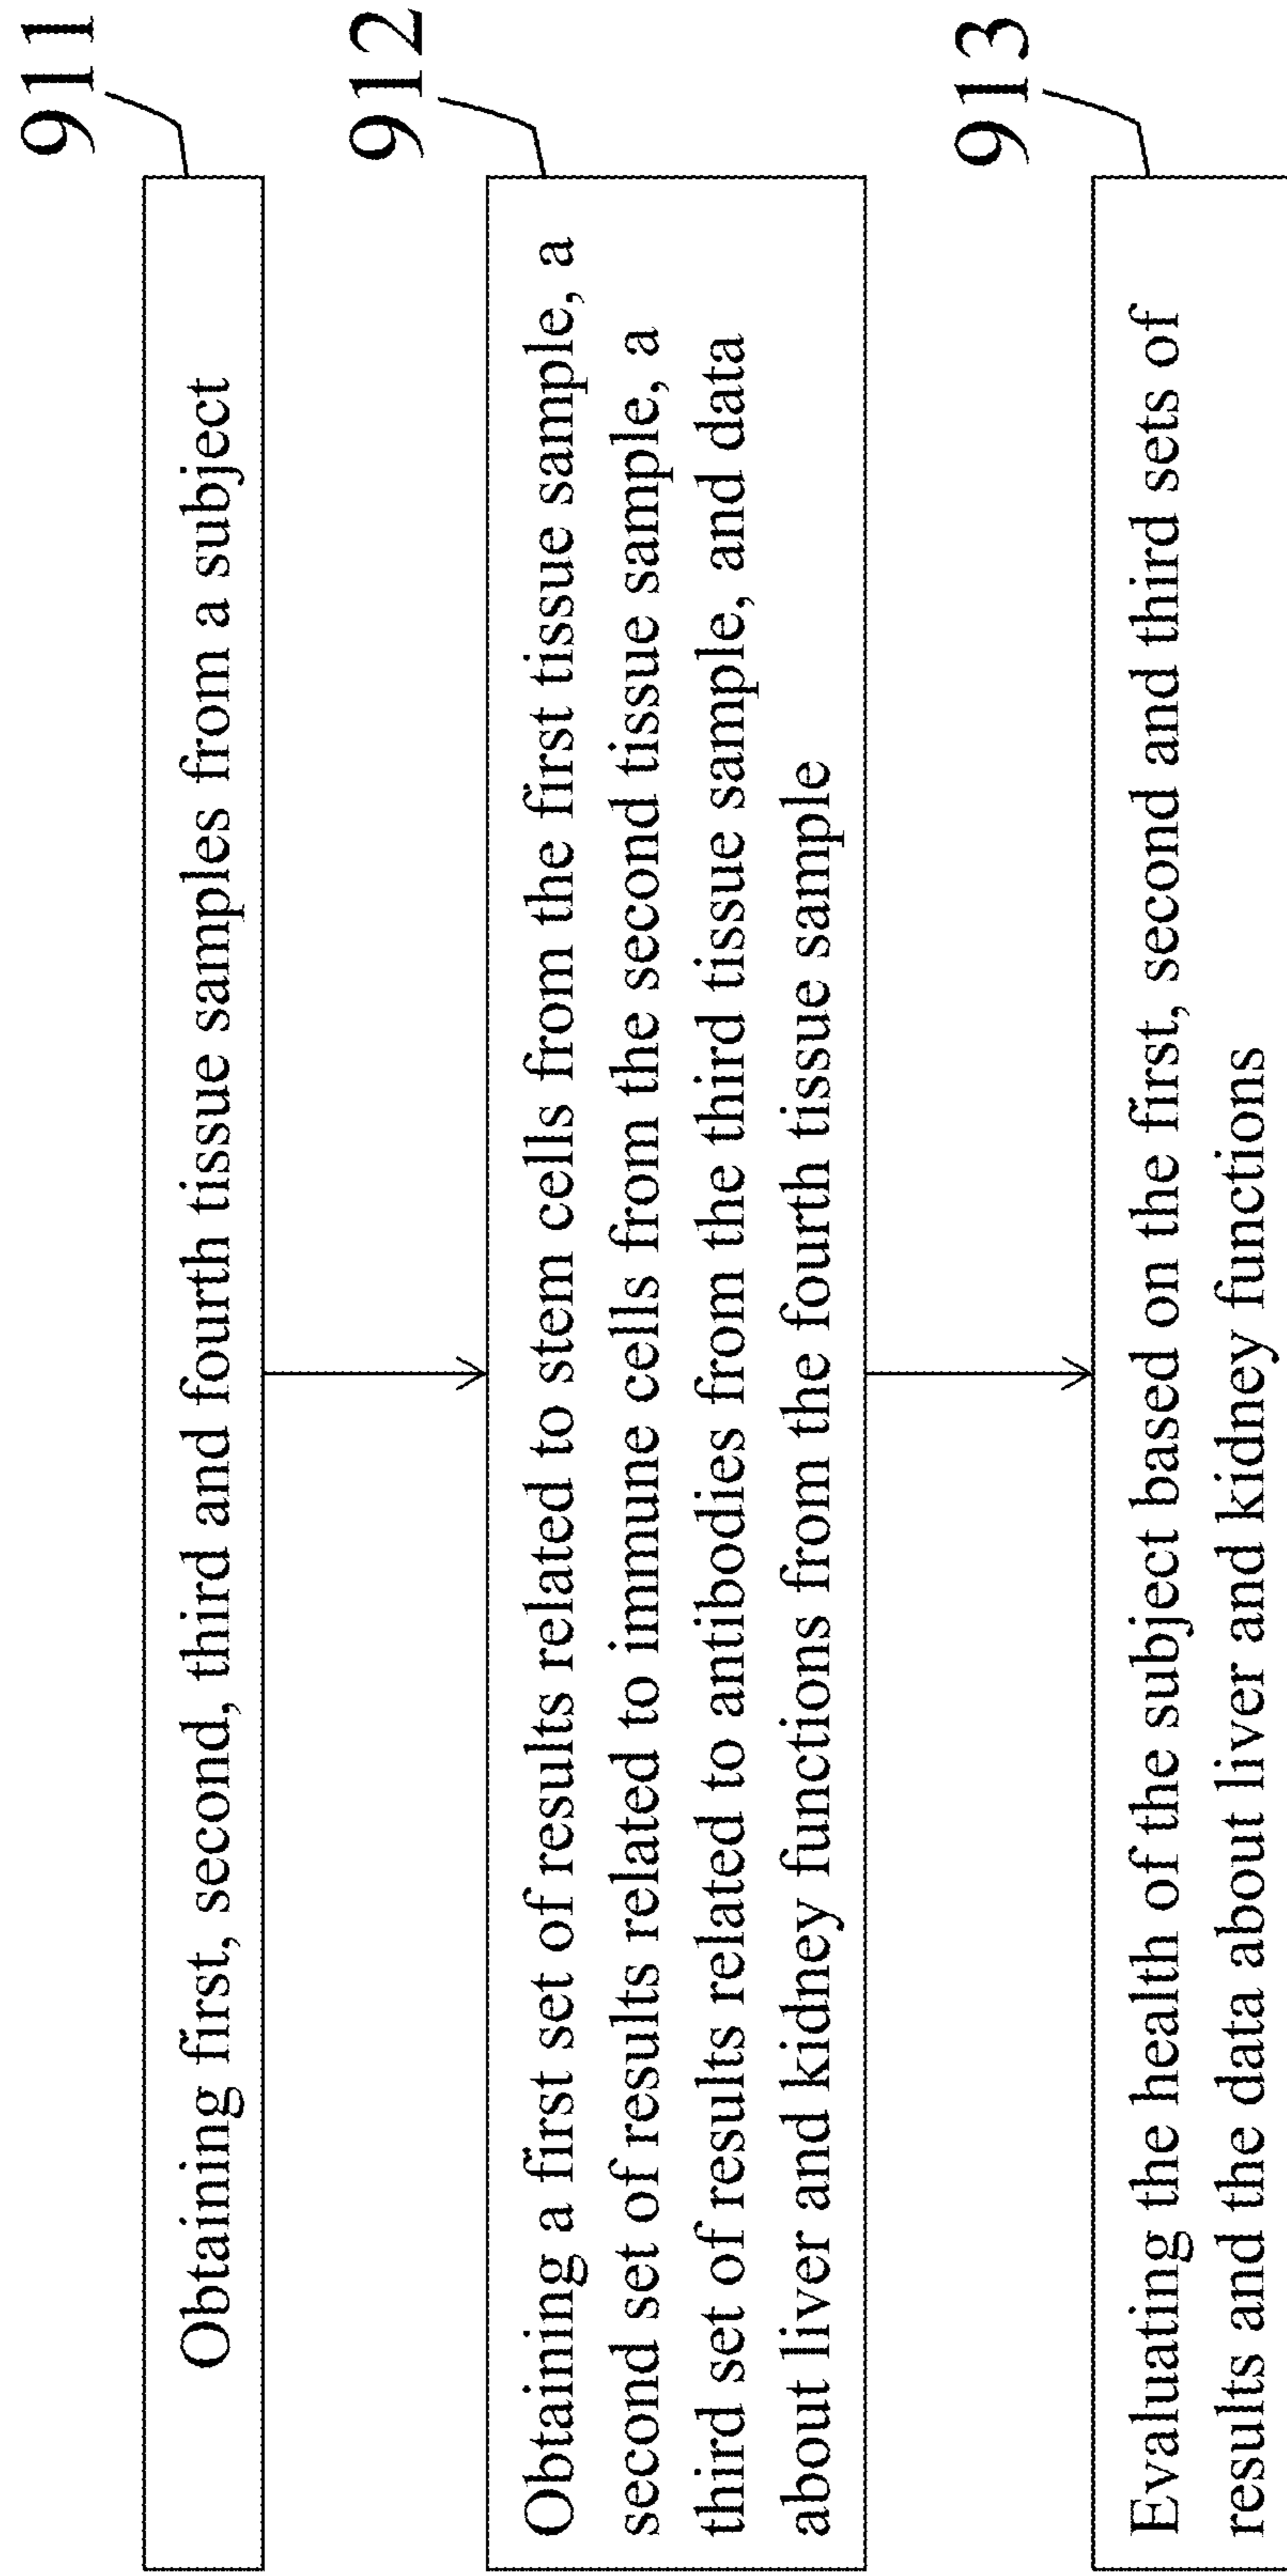 911
Obtaining first, second, third and fourth tissue samples from a subject
912
Obtaining a first set of results related to stem cells from the first tissue sample, a
second set of results related to immune cells from the second tissue sample, a
third set of results related to antibodies from the third tissue sample, and data
about liver and kidney functions from the fourth tissue sample
913
Evaluating the health of the subject based on the first, second and third sets of
results and the data about liver and kidney functions